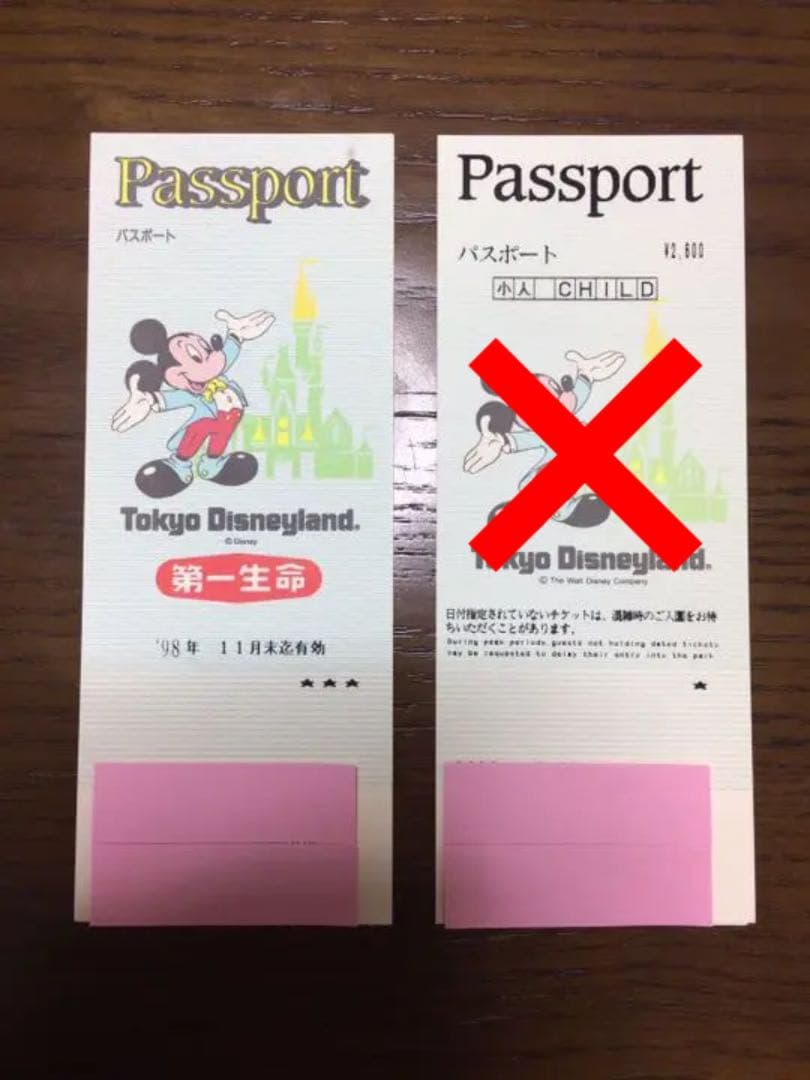 Passport
パスポート
Tokyo Disneyland®
© Disney
第一生命
'98年 11月末迄有効
★★★
Passport
パスポート ¥2,600
小人 CHILD
Tokyo Disneyland®
© The Walt Disney Company
日付指定されていないチケットは、混雑時のご入園をお待
ちいただくことがあります。
During peak periods guests not holding dated tickets
may be requested to delay their entry into the park
★